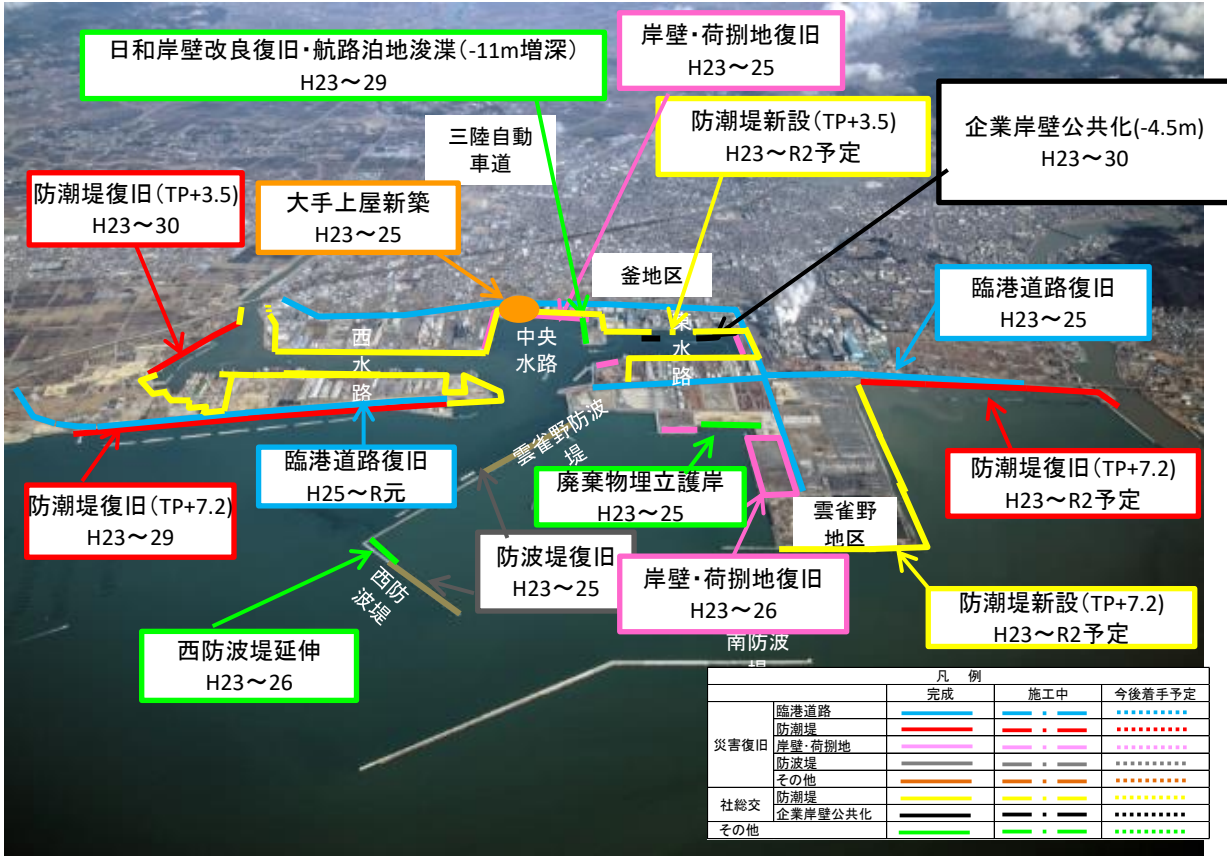 日和岸壁改良復旧・航路泊地浚渫(-11m増深)
H23～29
岸壁・荷捌地復旧
H23～25
防潮堤新設(TP+3.5)
H23～R2予定
企業岸壁公共化(-4.5m)
H23～30
三陸自動
車道
防潮堤復旧(TP+3.5)
H23～30
大手上屋新築
H23～25
釜地区
臨港道路復旧
H23～25
西
水
路
中央
水路
水
路
雲雀野防波
堤
防潮堤復旧(TP+7.2)
H23～29
臨港道路復旧
H25～R元
廃棄物埋立護岸
H23～25
防潮堤復旧(TP+7.2)
H23～R2予定
雲雀野
地区
防波堤復旧
H23～25
西防
波堤
岸壁・荷捌地復旧
H23～26
防潮堤新設(TP+7.2)
H23～R2予定
西防波堤延伸
H23～26
南防波
凡 例
完成 施工中 今後着手予定
災害復旧
臨港道路
防潮堤
岸壁・荷捌地
防波堤
その他
社総交
防潮堤
企業岸壁公共化
その他